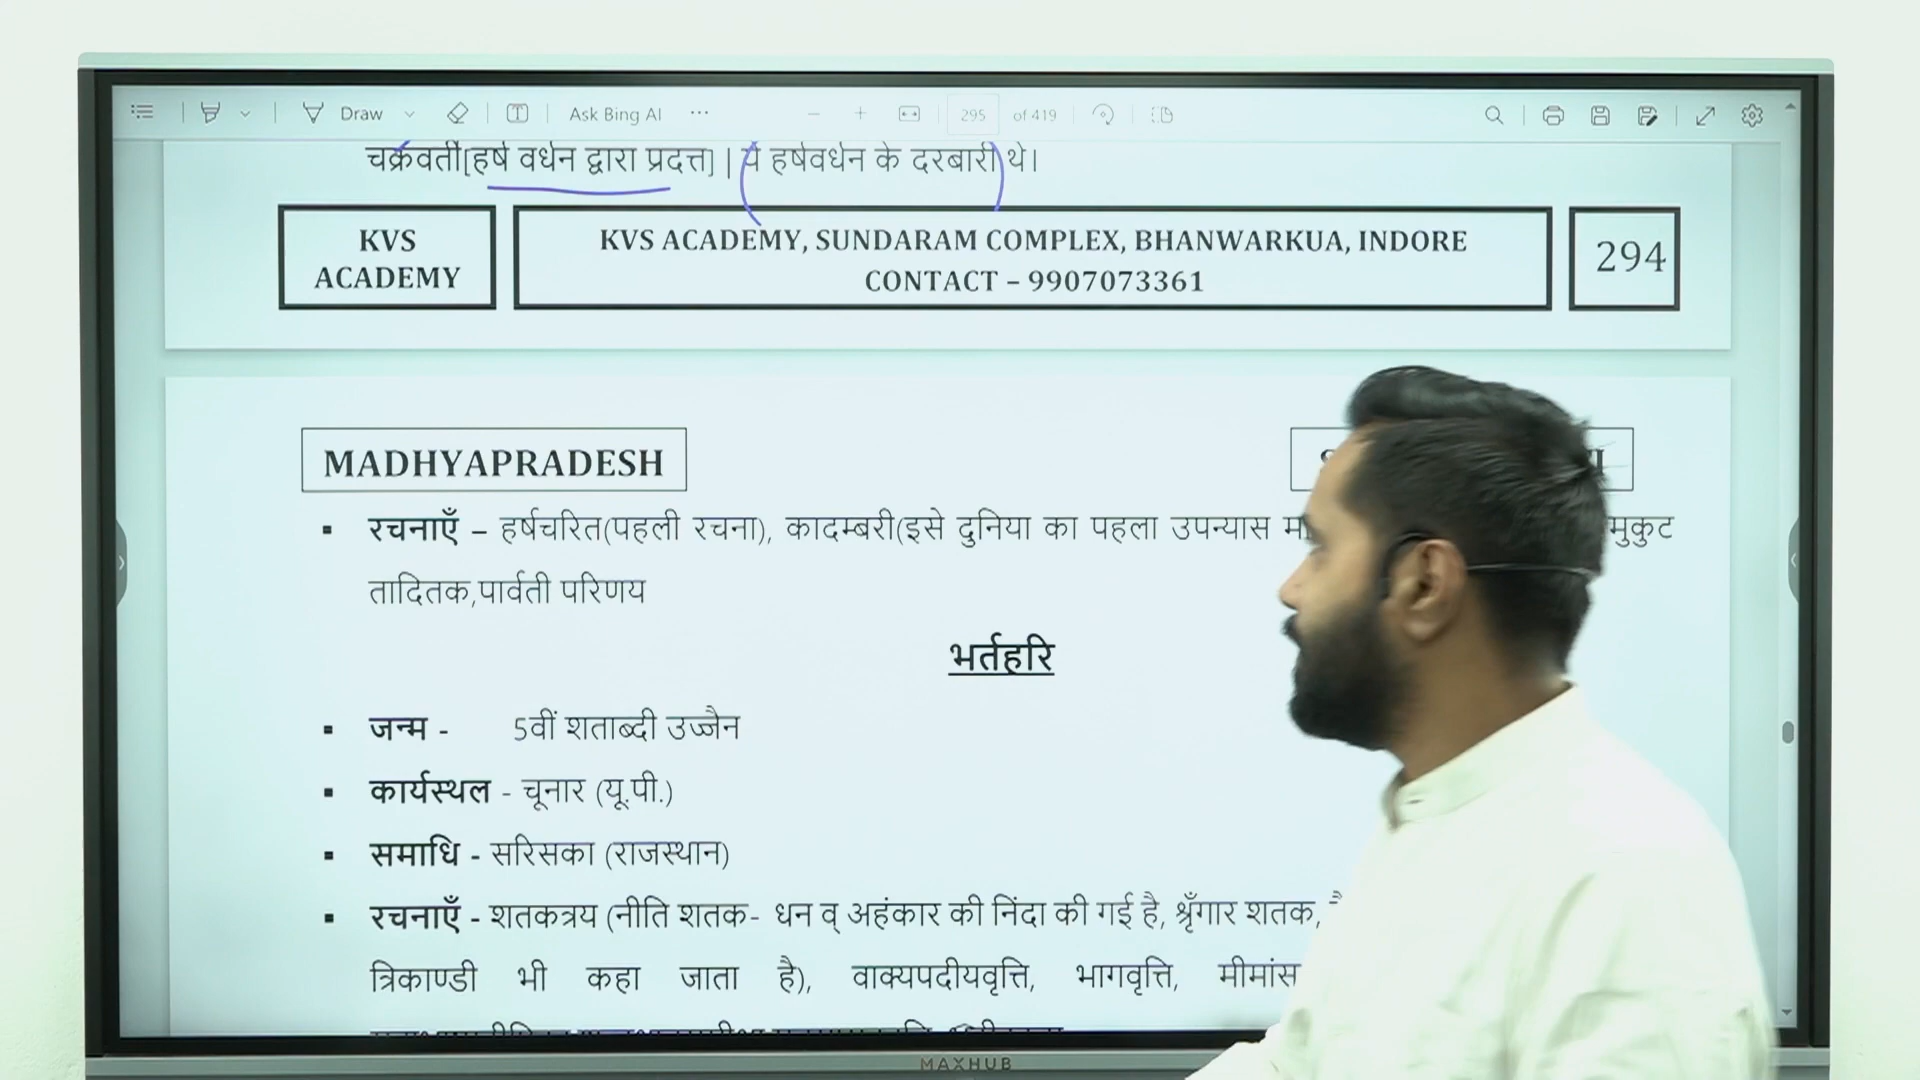 Draw
Ask Bing AI
295 of 419
चक्रवर्ती[हर्ष वर्धन द्वारा प्रदत्त] | ये हर्षवर्धन के दरबारी थे।
KVS ACADEMY
KVS ACADEMY, SUNDARAM COMPLEX, BHANWARKUA, INDORE
CONTACT – 9907073361
294
MADHYAPRADESH
▪ रचनाएँ – हर्षचरित(पहली रचना), कादम्बरी(इसे दुनिया का पहला उपन्यास मुकुट
तादितक,पार्वती परिणय
भर्तहरि
▪ जन्म - 5वीं शताब्दी उज्जैन
▪ कार्यस्थल - चूनार (यू.पी.)
▪ समाधि - सरिसका (राजस्थान)
▪ रचनाएँ - शतकत्रय (नीति शतक- धन व् अहंकार की निंदा की गई है, श्रृँगार शतक,
त्रिकाण्डी भी कहा जाता है), वाक्यपदीयवृत्ति, भागवृत्ति,
MAXHUB